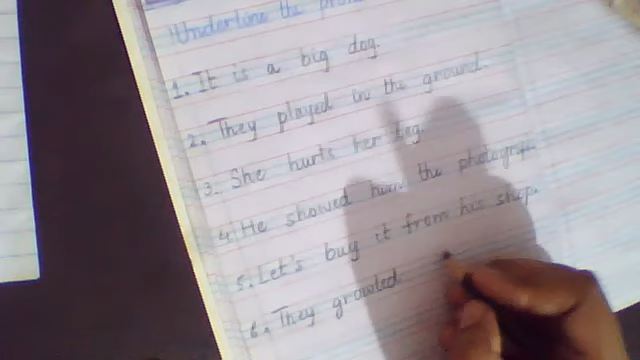 Underline the
1. It is a big dog.
2. They played in the ground.
3. She hurts her leg.
4. He showed him the photograph
5. Let's buy it from his shop.
6. They growled